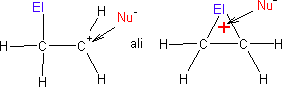 El H Nu
H C C + ali H C C H
H H H H
El Nu
+